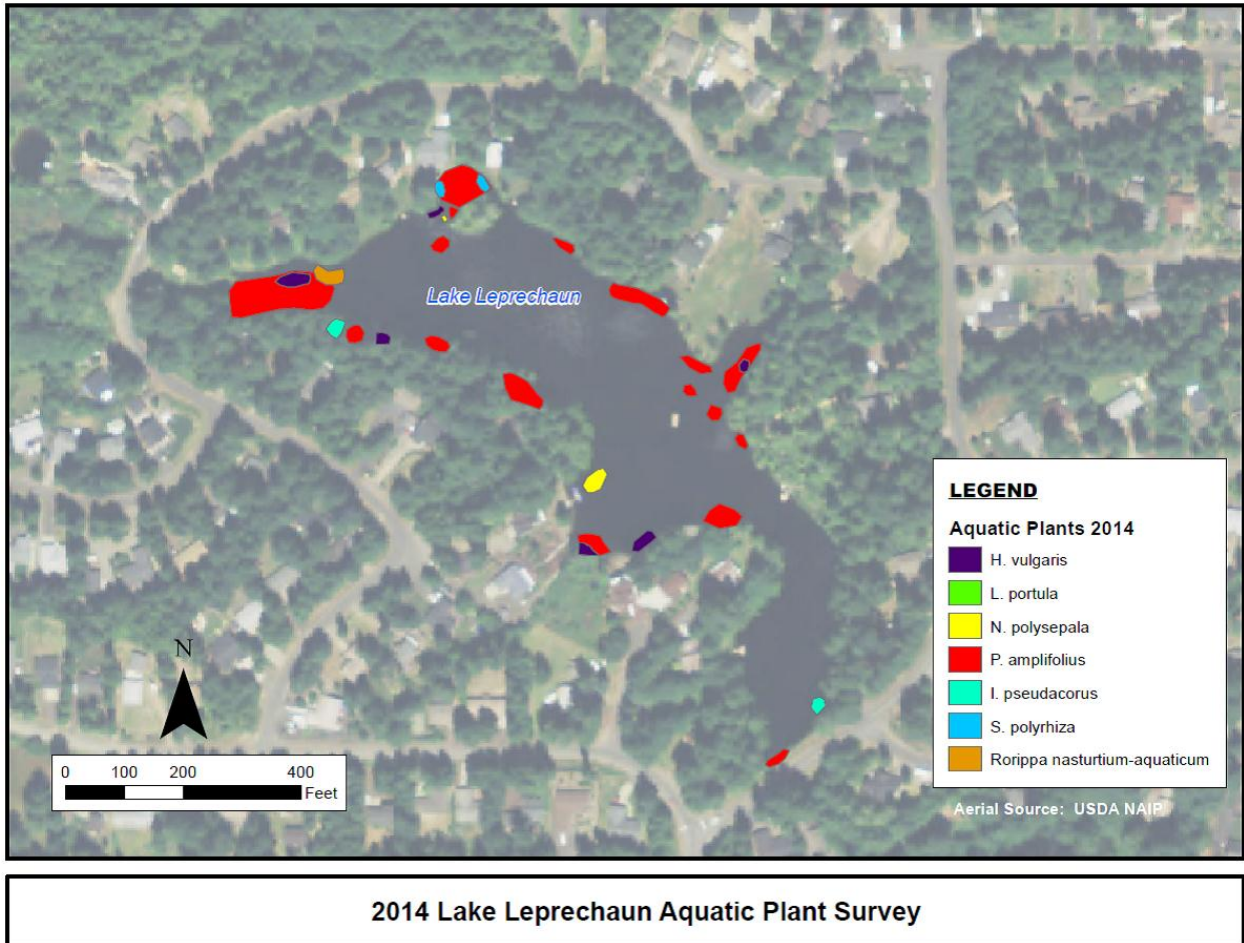 Lake Leprechaun
LEGEND
Aquatic Plants 2014
H. vulgaris
L. portula
N. polysepala
P. amplifolius
I. pseudacorus
S. polyrhiza
Rorippa nasturtium-aquaticum
N
0 100 200 400
Feet
Aerial Source: USDA NAIP
2014 Lake Leprechaun Aquatic Plant Survey